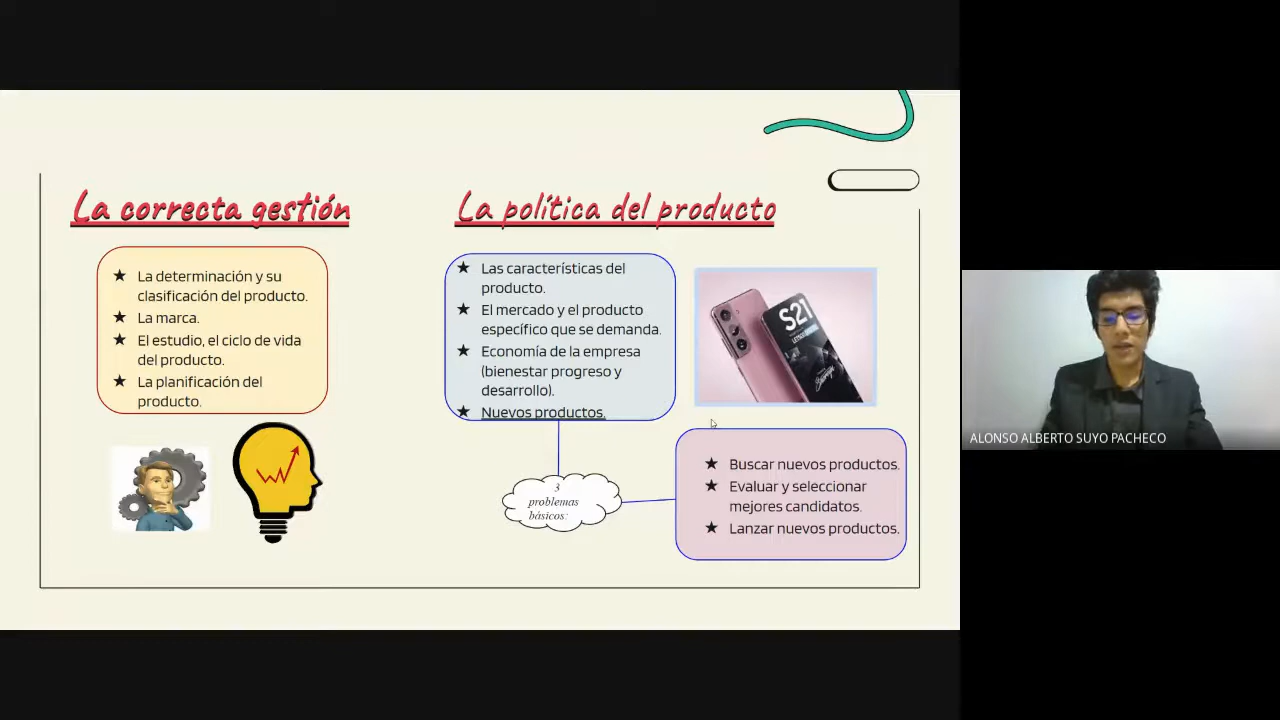 La correcta gestión
La política del producto
★ La determinación y su
clasificación del producto.
★ La marca.
★ El estudio, el ciclo de vida
del producto.
★ La planificación del
producto.
★ Las características del
producto.
★ El mercado y el producto
específico que se demanda.
★ Economía de la empresa
(bienestar progreso y
desarrollo).
★ Nuevos productos.
S21
3
problemas
básicos:
★ Buscar nuevos productos.
★ Evaluar y seleccionar
mejores candidatos.
★ Lanzar nuevos productos.
ALONSO ALBERTO SUYO PACHECO